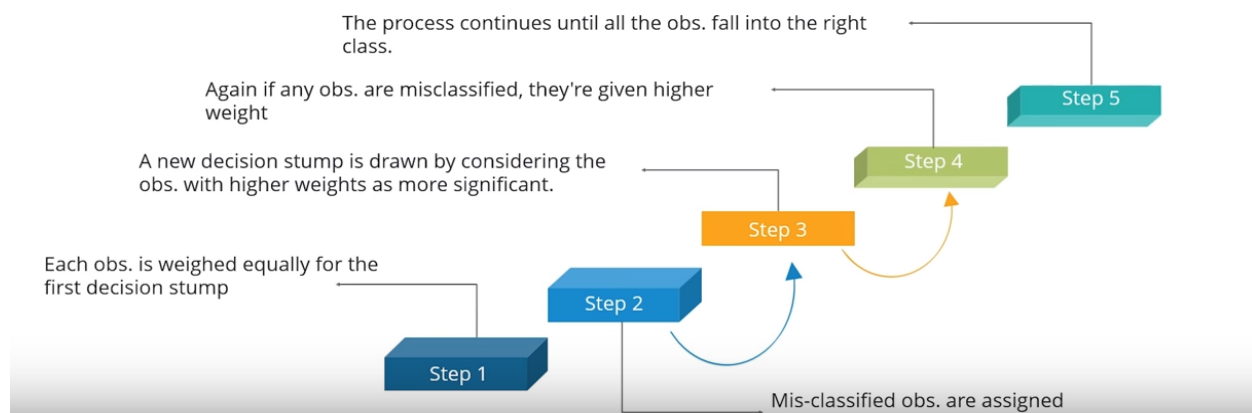 The process continues until all the obs. fall into the right
class.
Step 5
Again if any obs. are misclassified, they're given higher
weight
Step 4
A new decision stump is drawn by considering the
obs. with higher weights as more significant.
Step 3
Each obs. is weighed equally for the
first decision stump
Step 2
Step 1
Mis-classified obs. are assigned